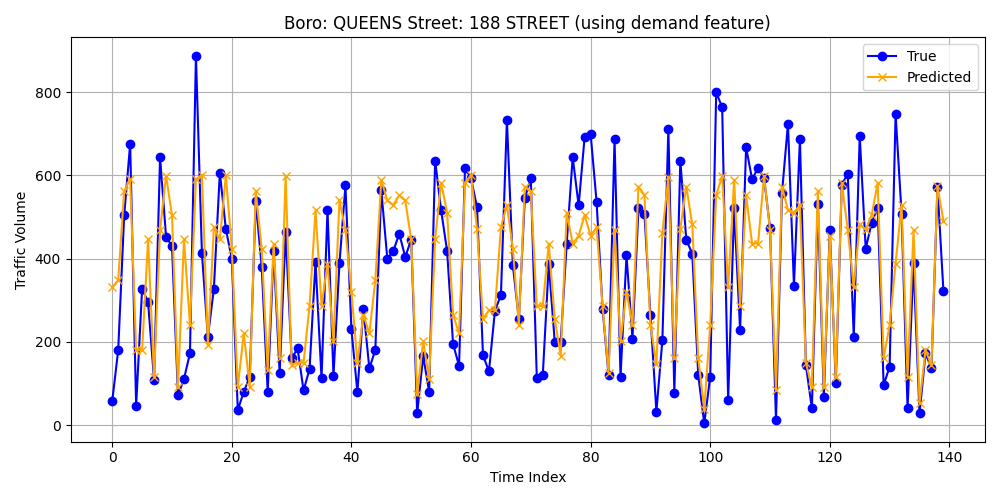 Boro: QUEENS Street: 188 STREET (using demand feature)
True
Predicted
Traffic Volume
800
600
400
200
0
0 20 40 60 80 100 120 140
Time Index